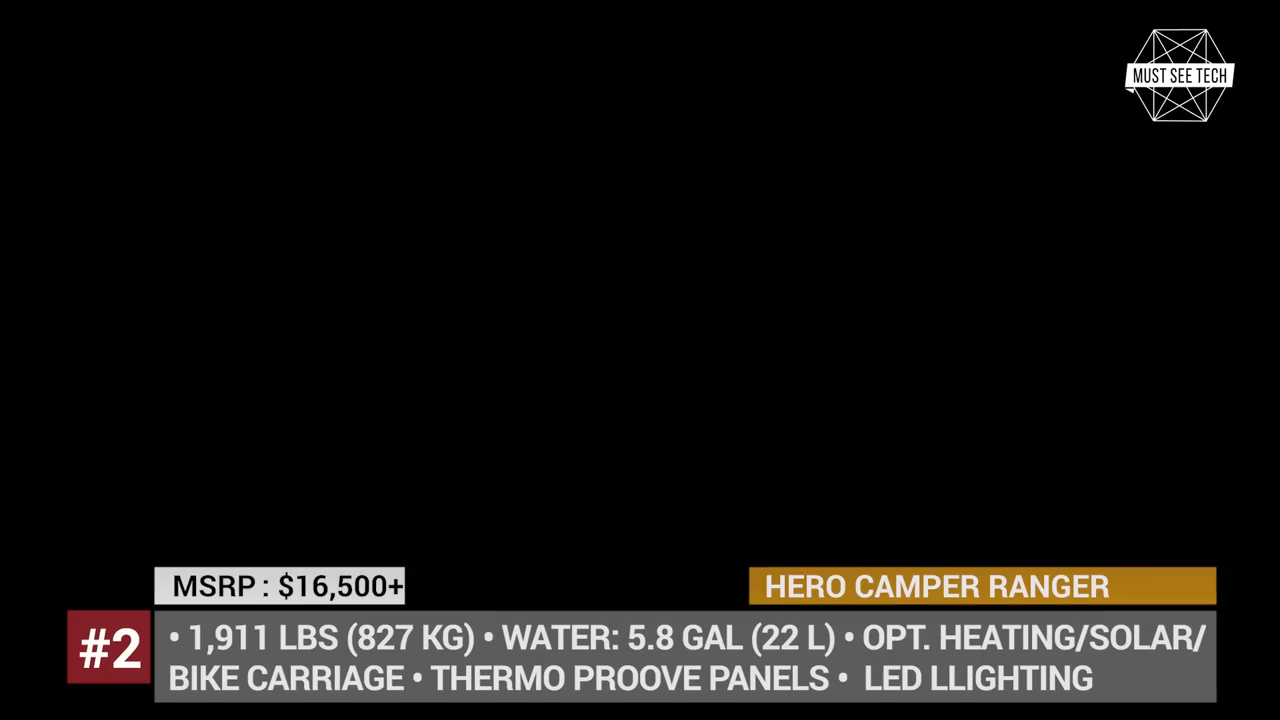 MUST SEE TECH
MSRP : $16,500+
HERO CAMPER RANGER
#2
• 1,911 LBS (827 KG) • WATER: 5.8 GAL (22 L) • OPT. HEATING/SOLAR/
BIKE CARRIAGE • THERMO PROOVE PANELS • LED LLIGHTING